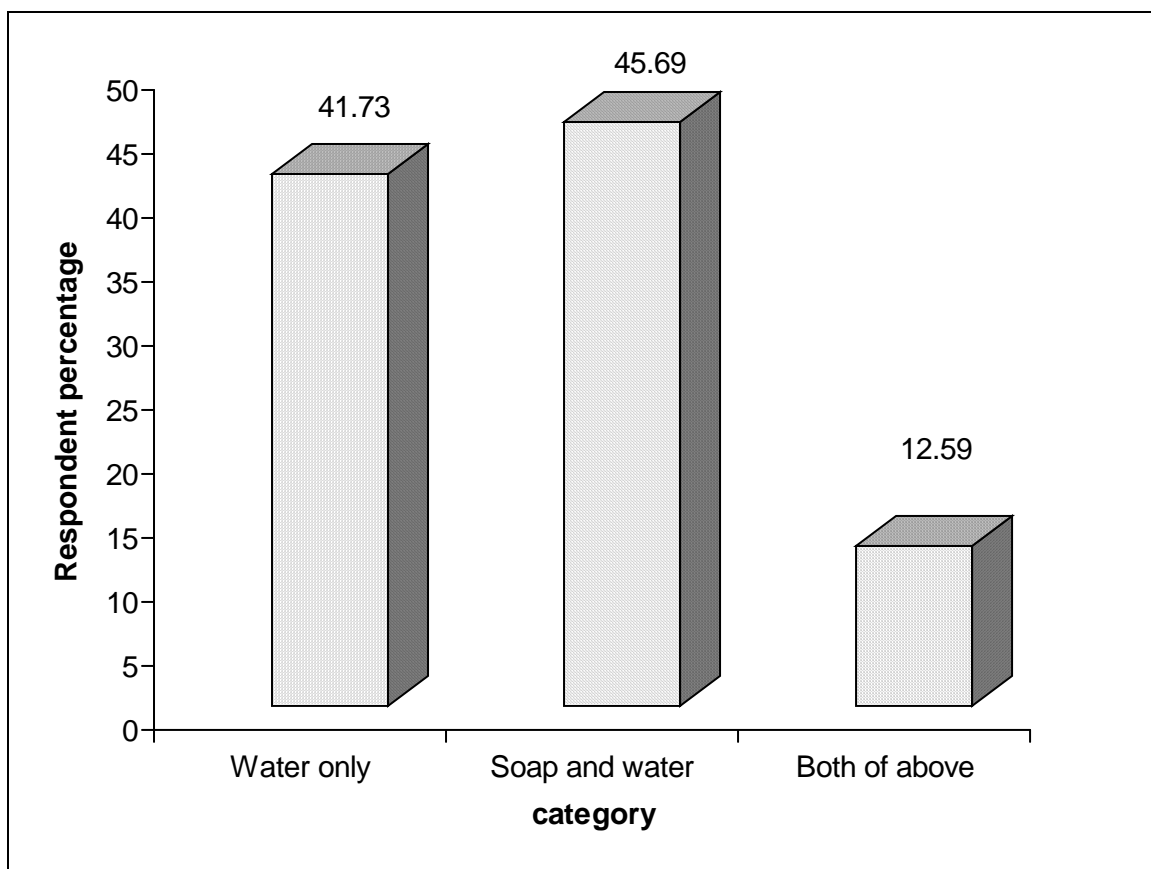 45.69
41.73
12.59
50
45
40
35
30
25
20
15
10
5
0
Respondent percentage
Water only
Soap and water
Both of above
category